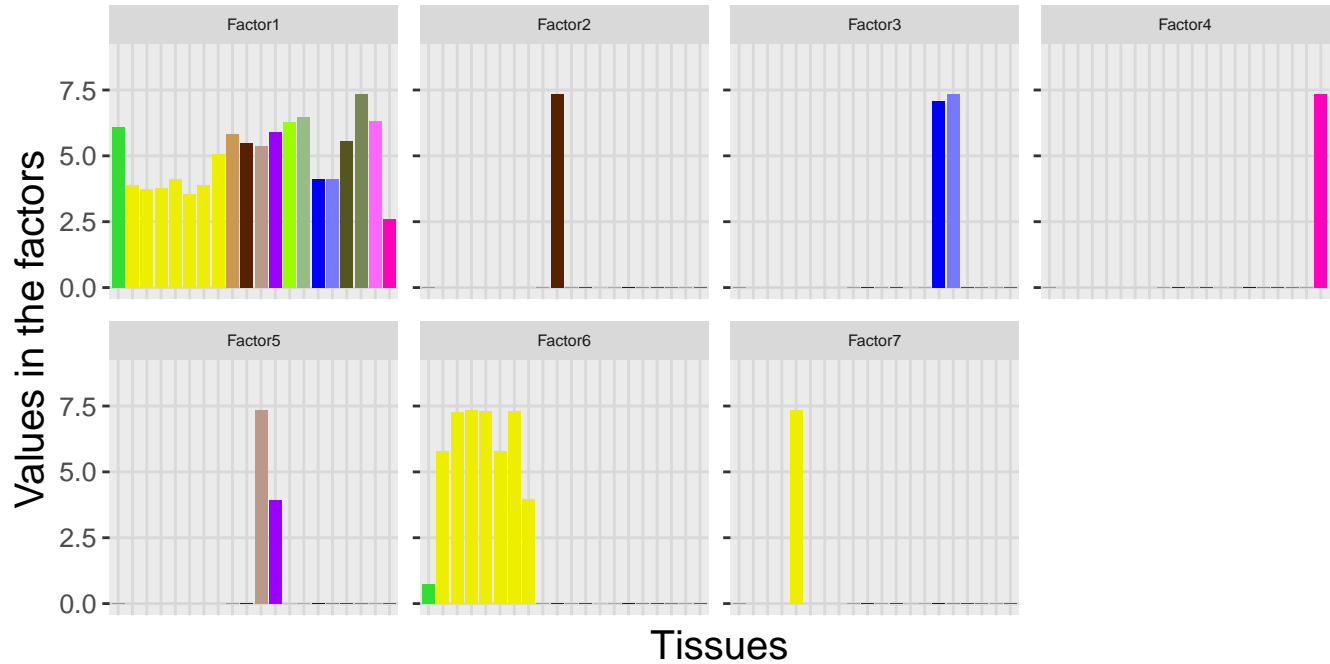 Factor1 Factor2 Factor3 Factor4
7.5
5.0
2.5
0.0
Factor5 Factor6 Factor7
7.5
5.0
2.5
0.0
Values in the factors
Tissues